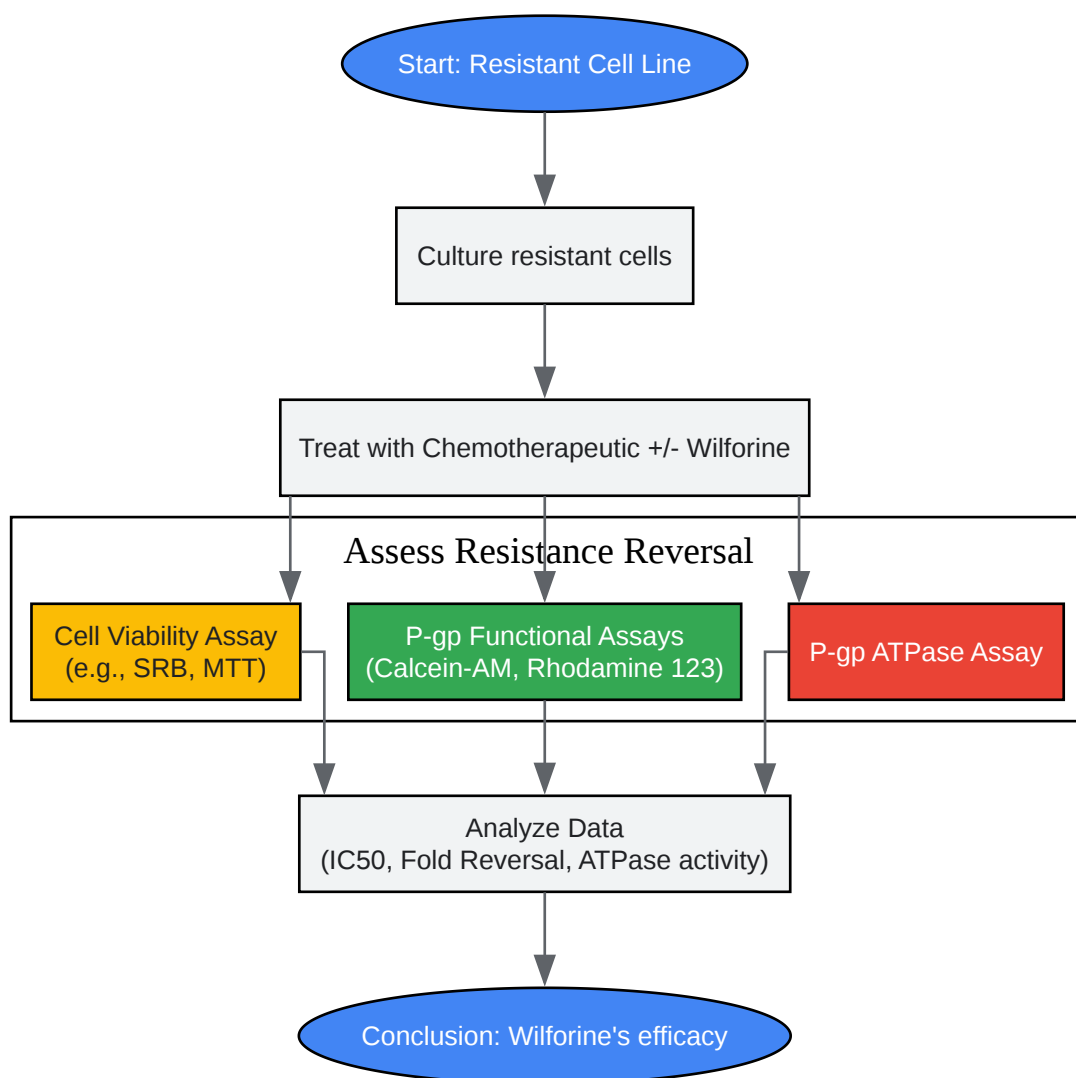 Start: Resistant Cell Line
Culture resistant cells
Treat with Chemotherapeutic +/- Wilforine
Assess Resistance Reversal
Cell Viability Assay
(e.g., SRB, MTT)
P-gp Functional Assays
(Calcein-AM, Rhodamine 123)
P-gp ATPase Assay
Analyze Data
(IC50, Fold Reversal, ATPase activity)
Conclusion: Wilforine's efficacy